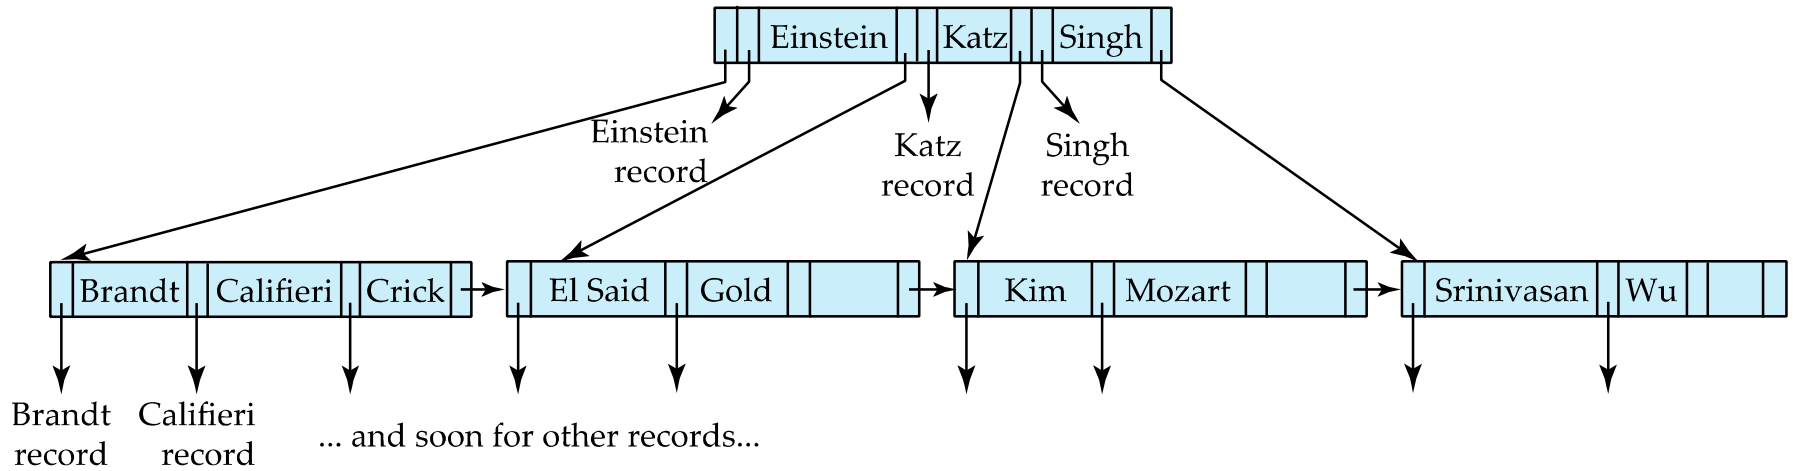 Einstein Katz Singh
Einstein
record
Katz
record
Singh
record
Brandt Califieri Crick El Said Gold Kim Mozart Srinivasan Wu
Brandt
record
Califieri
record
... and soon for other records...